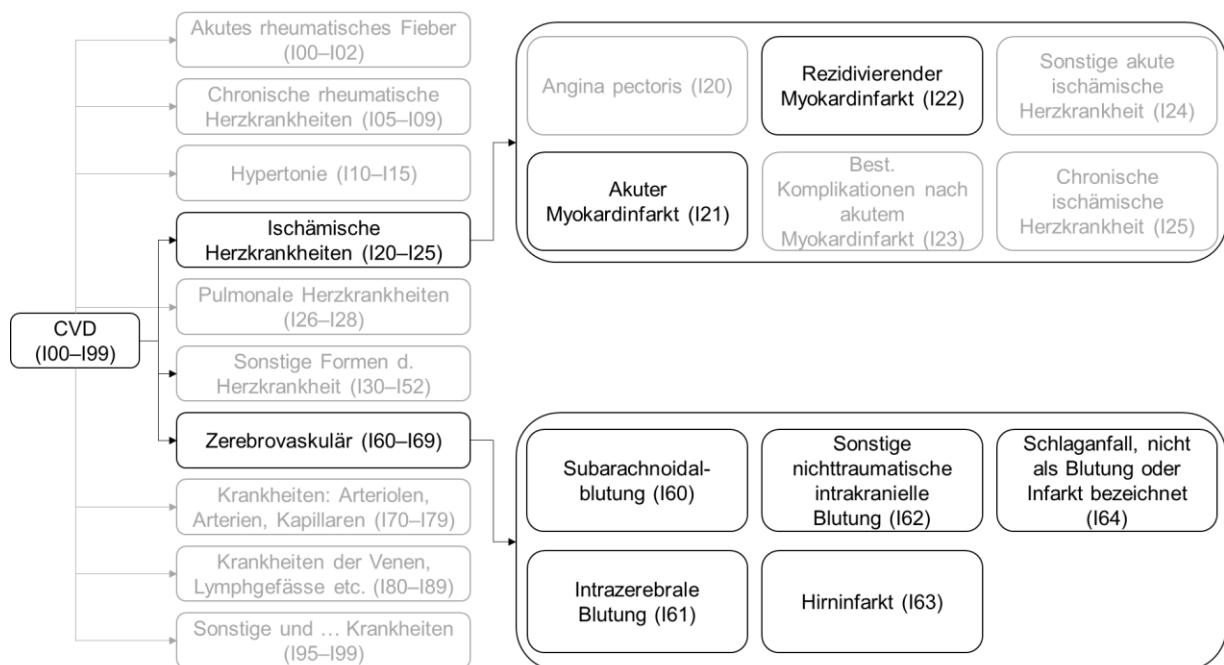 CVD
(I00–I99)
Akutes rheumatisches Fieber
(I00–I02)
Chronische rheumatische
Herzkrankheiten (I05–I09)
Hypertonie (I10–I15)
Ischämische
Herzkrankheiten (I20–I25)
Pulmonale Herzkrankheiten
(I26–I28)
Sonstige Formen d.
Herzkrankheit (I30–I52)
Zerebrovaskulär (I60–I69)
Krankheiten: Arteriolen,
Arterien, Kapillaren (I70–I79)
Krankheiten der Venen,
Lymphgefässe etc. (I80–I89)
Sonstige und … Krankheiten
(I95–I99)
Angina pectoris (I20)
Rezidivierender
Myokardinfarkt (I22)
Sonstige akute
ischämische
Herzkrankheit (I24)
Akuter
Myokardinfarkt (I21)
Best.
Komplikationen nach
akutem
Myokardinfarkt (I23)
Chronische
ischämische
Herzkrankheit (I25)
Subarachnoidal-
blutung (I60)
Sonstige
nichttraumatische
intrakranielle
Blutung (I62)
Schlaganfall, nicht
als Blutung oder
Infarkt bezeichnet
(I64)
Intrazerebrale
Blutung (I61)
Hirninfarkt (I63)